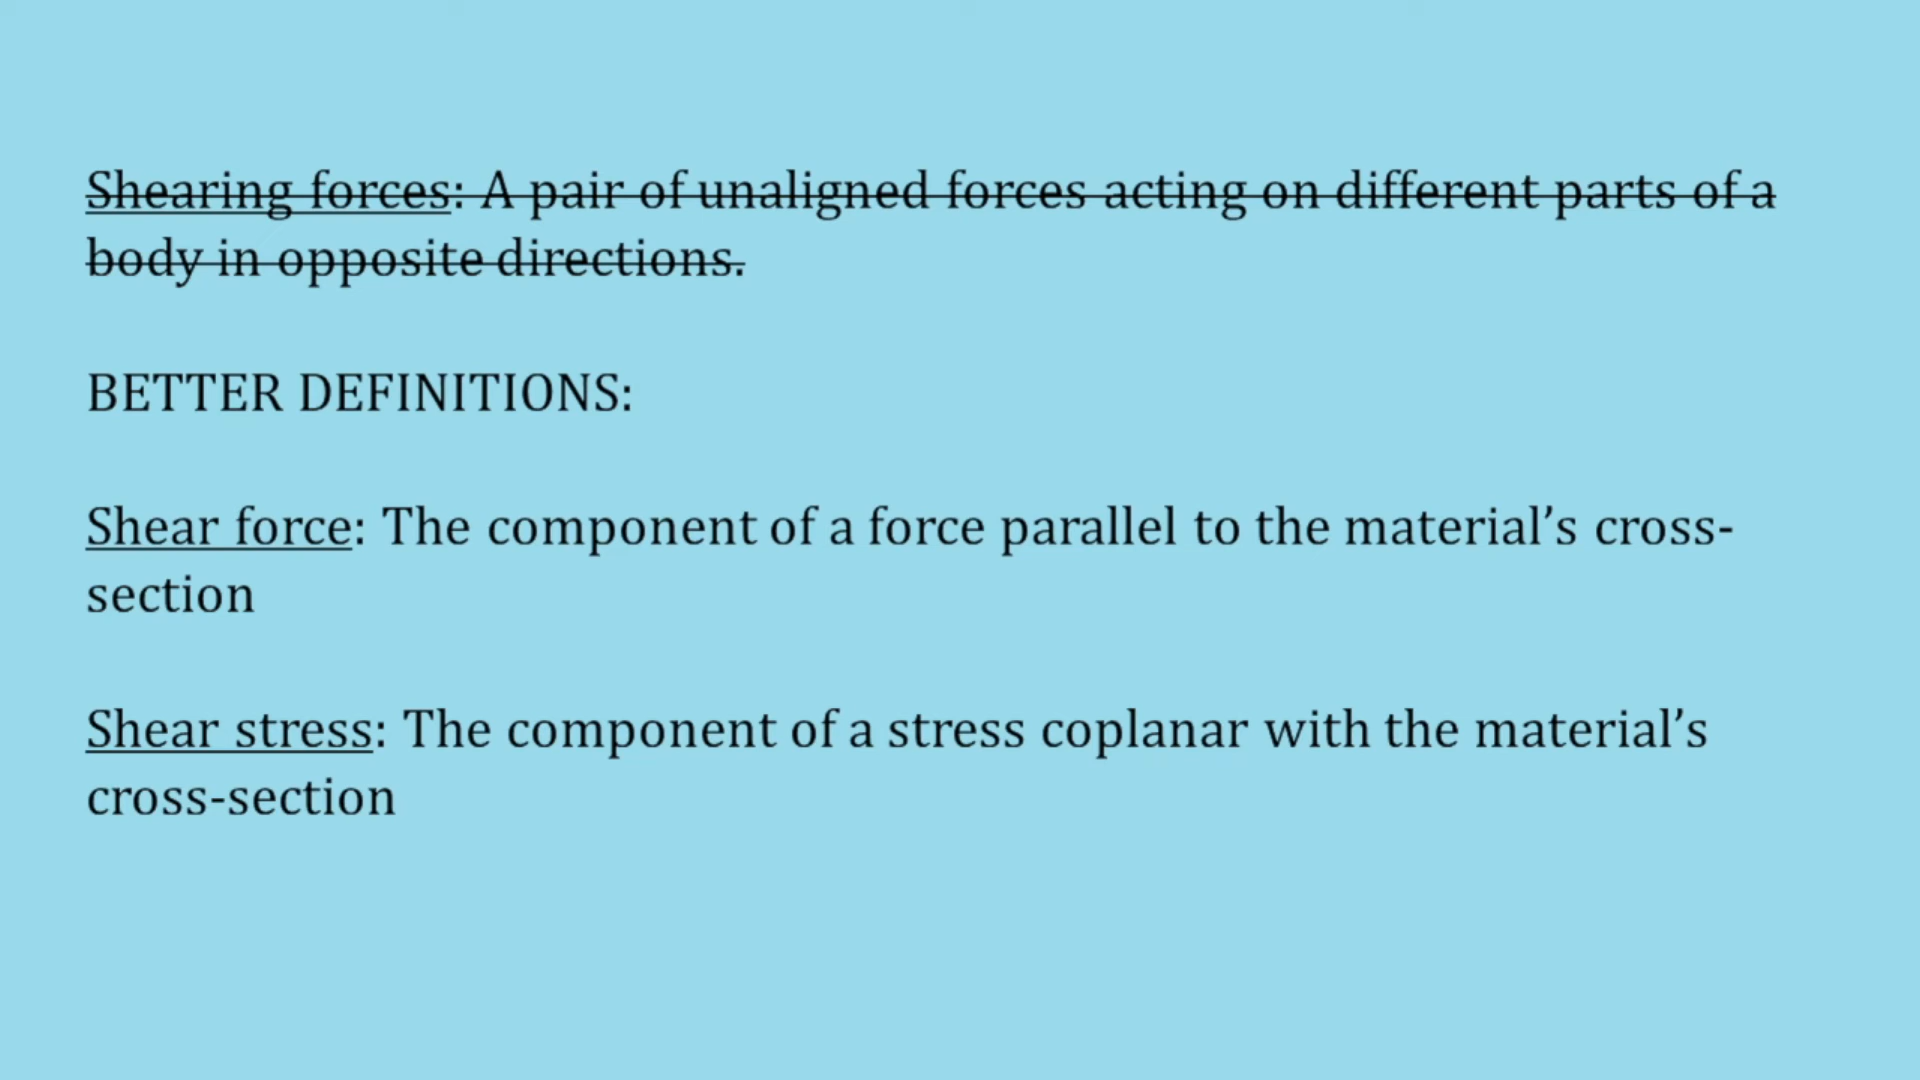 Shearing forces: A pair of unaligned forces acting on different parts of a
body in opposite directions.
BETTER DEFINITIONS:
Shear force: The component of a force parallel to the material’s cross-
section
Shear stress: The component of a stress coplanar with the material’s
cross-section